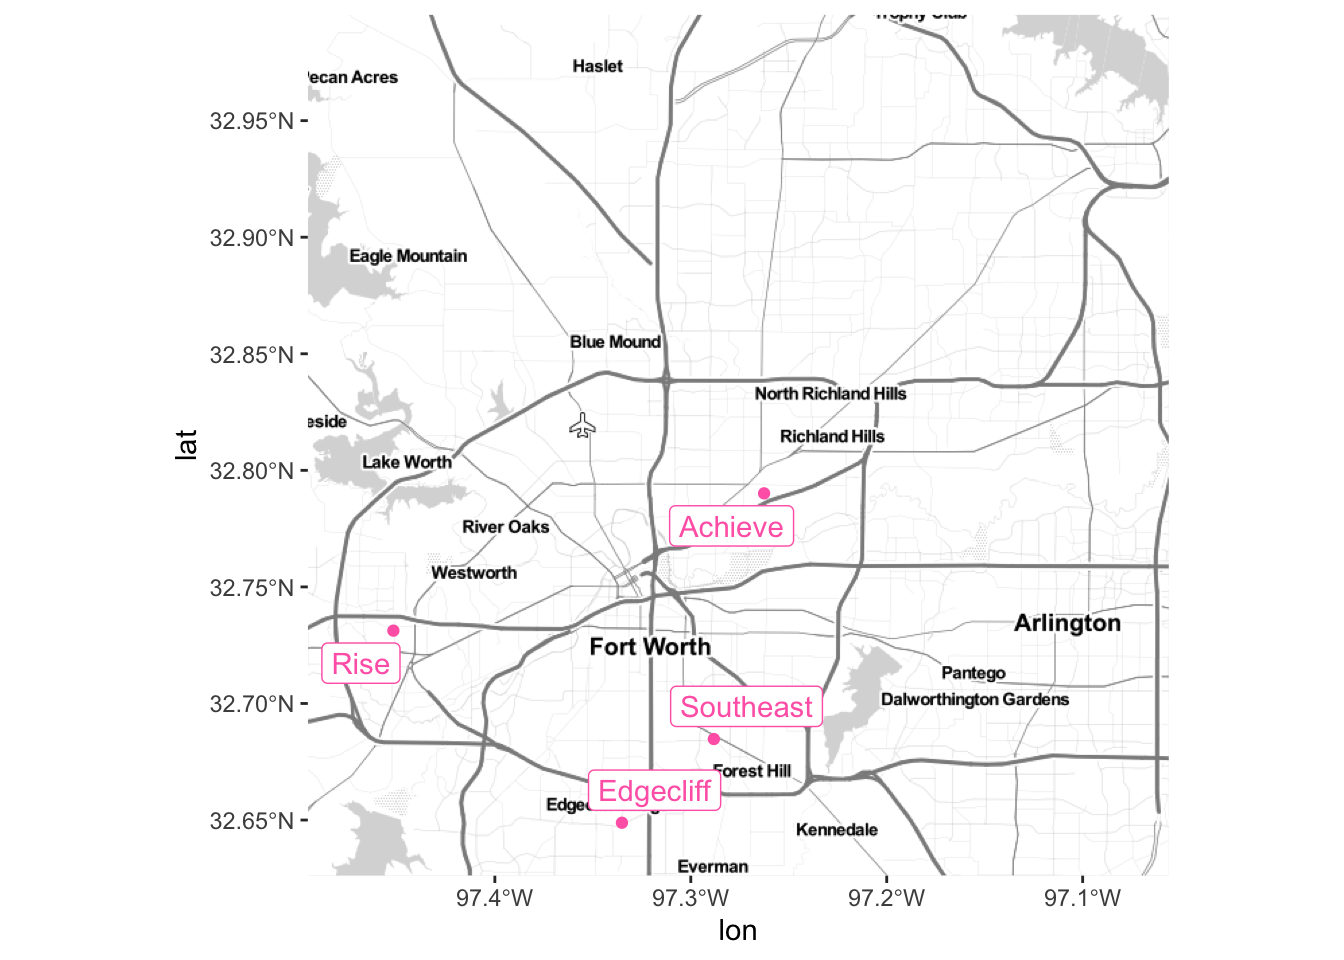 Trophy Club
Haslet
ecan Acres
32.95°N
32.90°N
Eagle Mountain
32.85°N
Blue Mound
North Richland Hills
eside
Richland Hills
lat
Lake Worth
32.80°N
Achieve
River Oaks
Westworth
32.75°N
Arlington
Fort Worth
Rise
Pantego
32.70°N
Dalworthington Gardens
Southeast
Forest Hill
Edgecliff
Edgec
g
32.65°N
Kennedale
Everman
97.4°W 97.3°W 97.2°W 97.1°W
lon